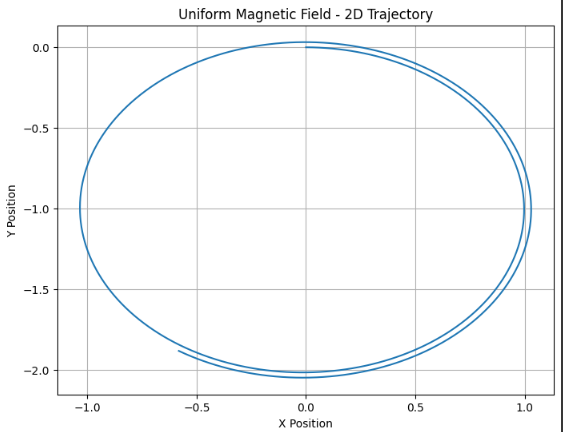 Uniform Magnetic Field - 2D Trajectory
0.0
−0.5
−1.0
−1.5
−2.0
Y Position
−1.0 −0.5 0.0 0.5 1.0
X Position